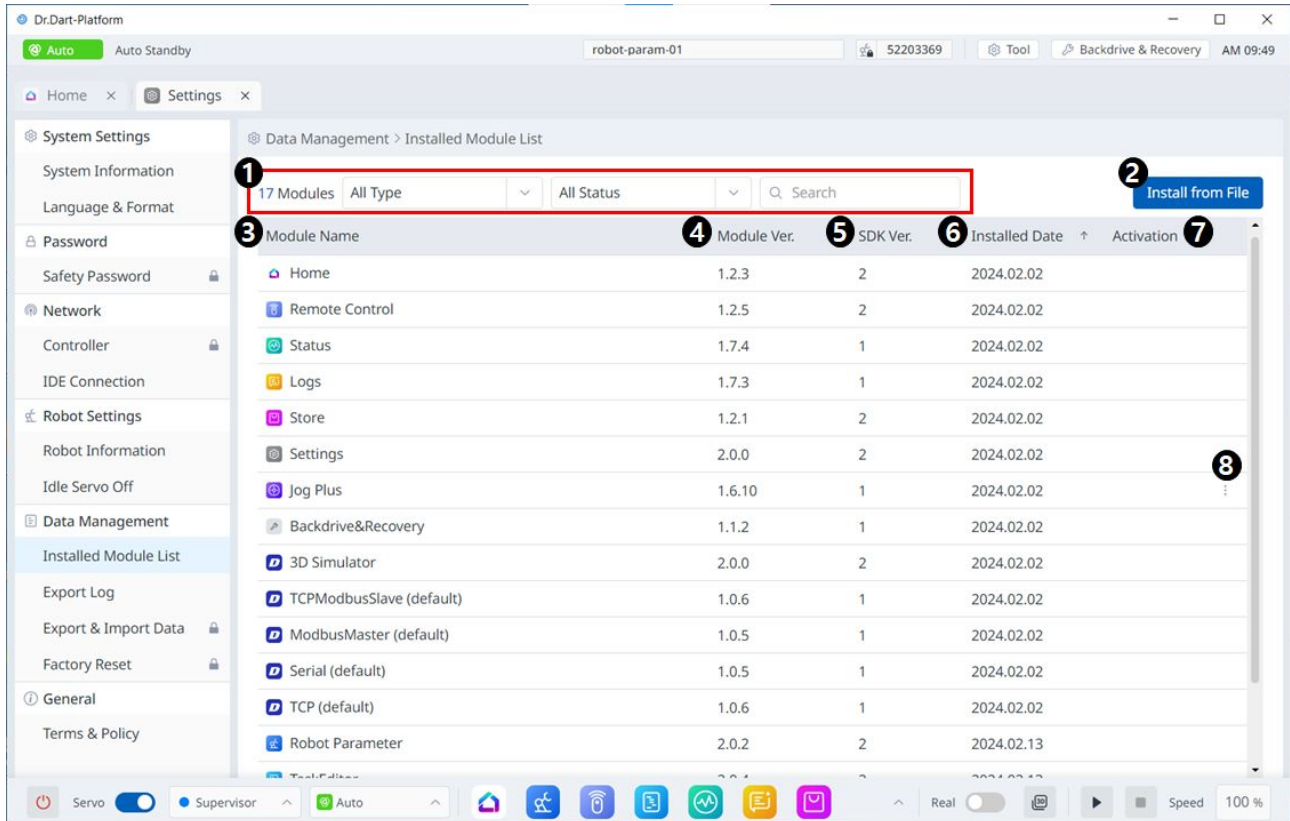 Dr.Dart-Platform
Auto Auto Standby robot-param-01 52203369 Tool Backdrive & Recovery AM 09:49
Home Settings
System Settings
System Information
Language & Format
Password
Safety Password
Network
Controller
IDE Connection
Robot Settings
Robot Information
Idle Servo Off
Data Management
Installed Module List
Export Log
Export & Import Data
Factory Reset
General
Terms & Policy
Data Management > Installed Module List
1 2
17 Modules All Type All Status Search Install from File
3 Module Name 4 Module Ver. 5 SDK Ver. 6 Installed Date ↑ Activation 7
Home 1.2.3 2 2024.02.02
Remote Control 1.2.5 2 2024.02.02
Status 1.7.4 1 2024.02.02
Logs 1.7.3 1 2024.02.02
Store 1.2.1 2 2024.02.02
Settings 2.0.0 2 2024.02.02
8
Jog Plus 1.6.10 1 2024.02.02
Backdrive&Recovery 1.1.2 1 2024.02.02
3D Simulator 2.0.0 2 2024.02.02
TCPModbusSlave (default) 1.0.6 1 2024.02.02
ModbusMaster (default) 1.0.5 1 2024.02.02
Serial (default) 1.0.5 1 2024.02.02
TCP (default) 1.0.6 1 2024.02.02
Robot Parameter 2.0.2 2 2024.02.13
Servo Supervisor Auto Real 3D Speed 100 %